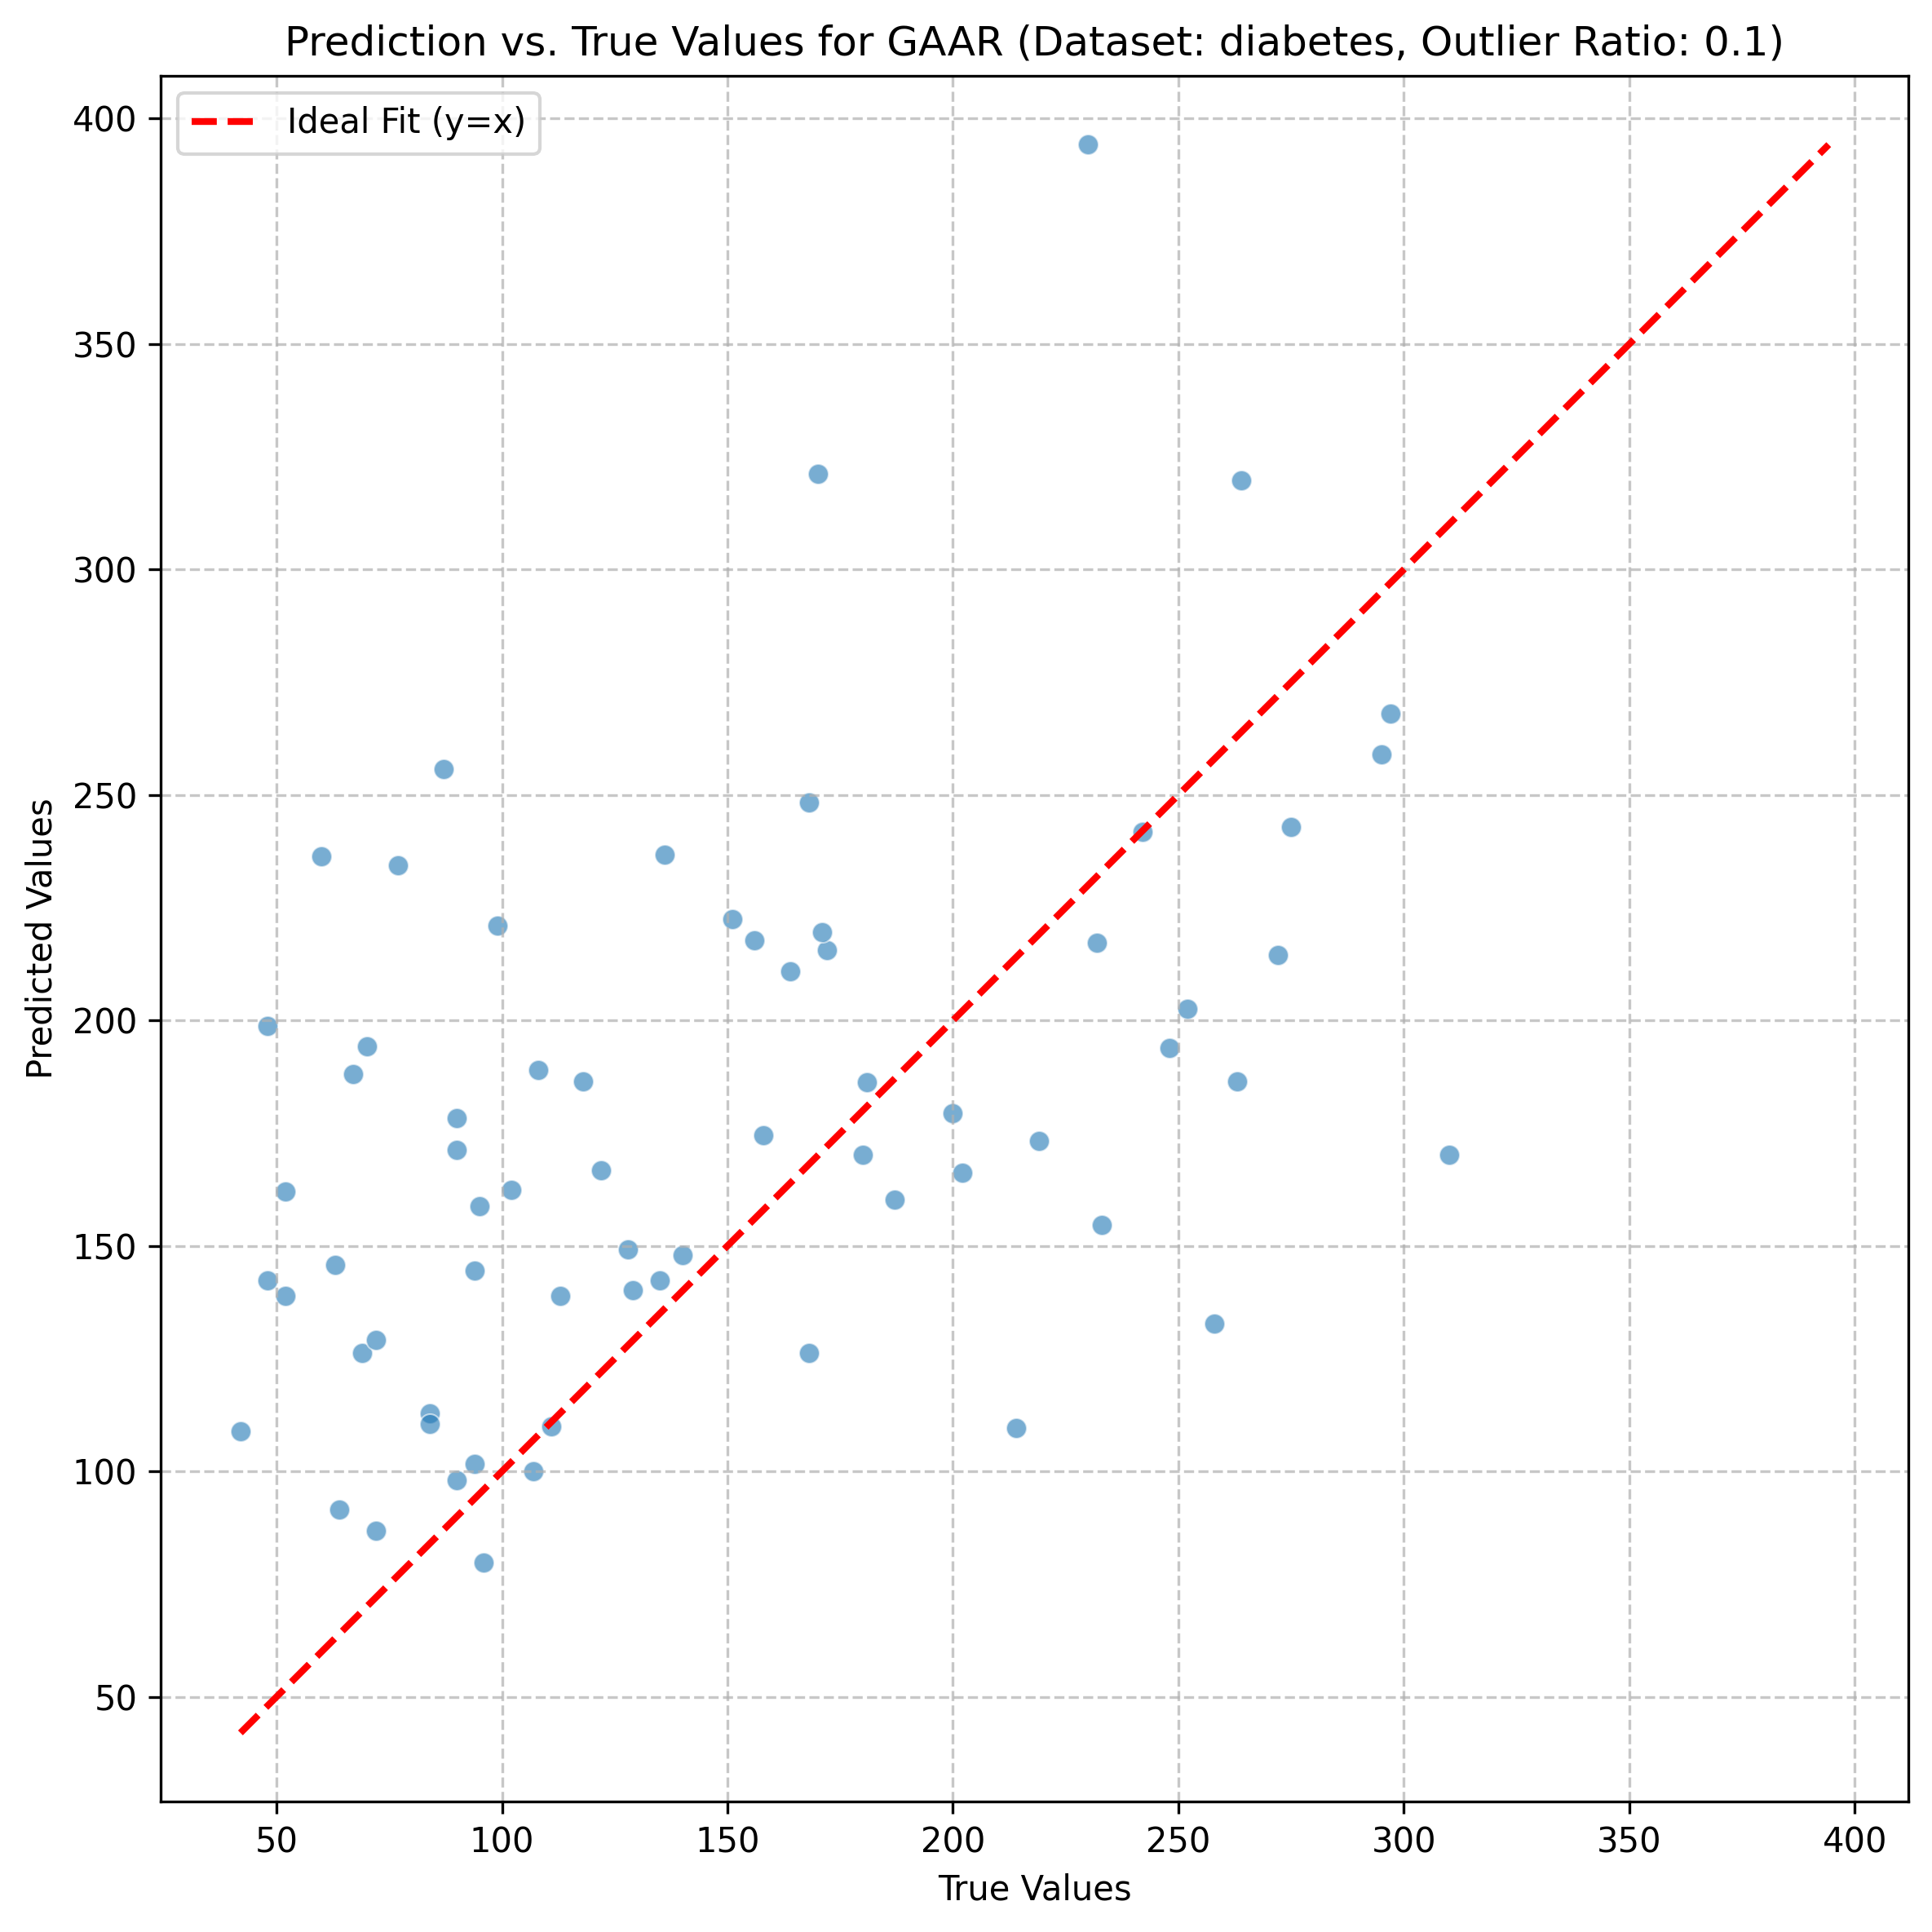 Prediction vs. True Values for GAAR (Dataset: diabetes, Outlier Ratio: 0.1)
Ideal Fit (y=x)
400
350
300
250
200
150
100
50
Predicted Values
50 100 150 200 250 300 350 400
True Values